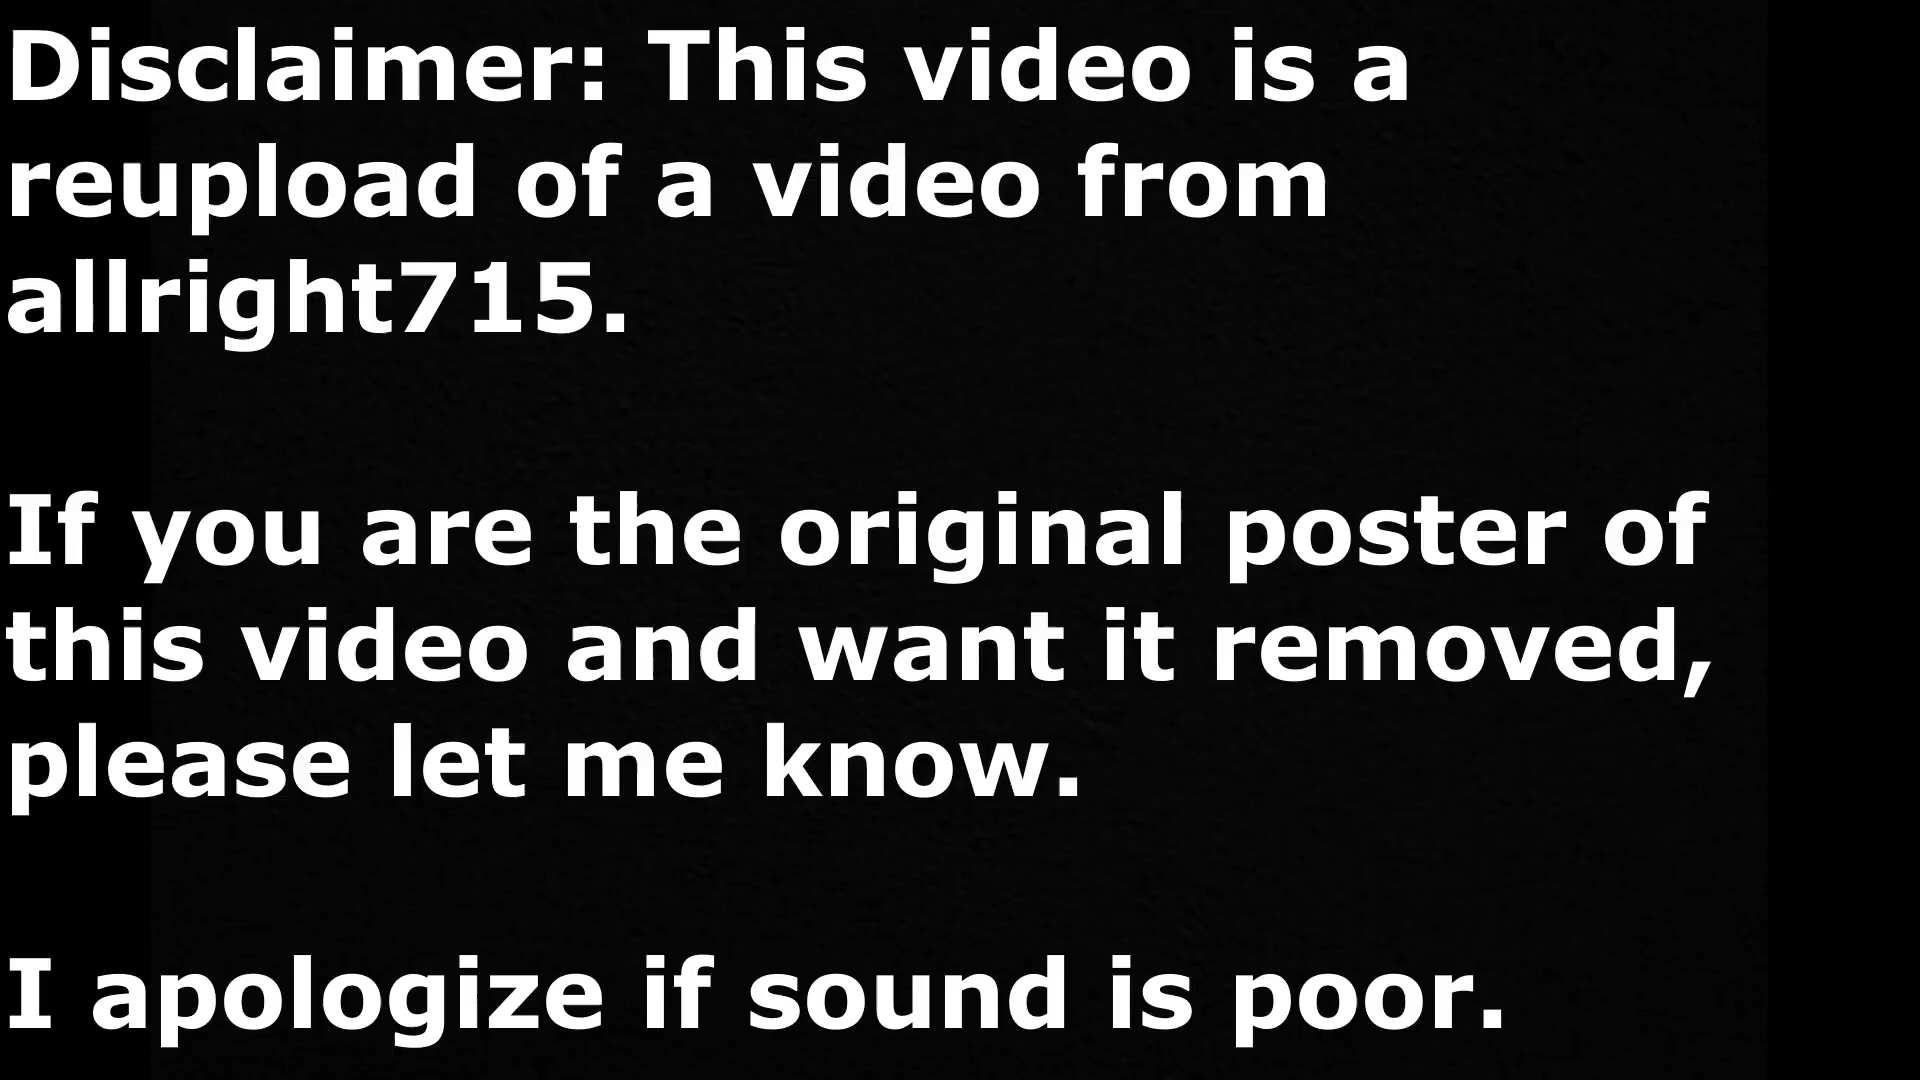 Disclaimer: This video is a
reupload of a video from
allright715.
If you are the original poster of
this video and want it removed,
please let me know.
I apologize if sound is poor.